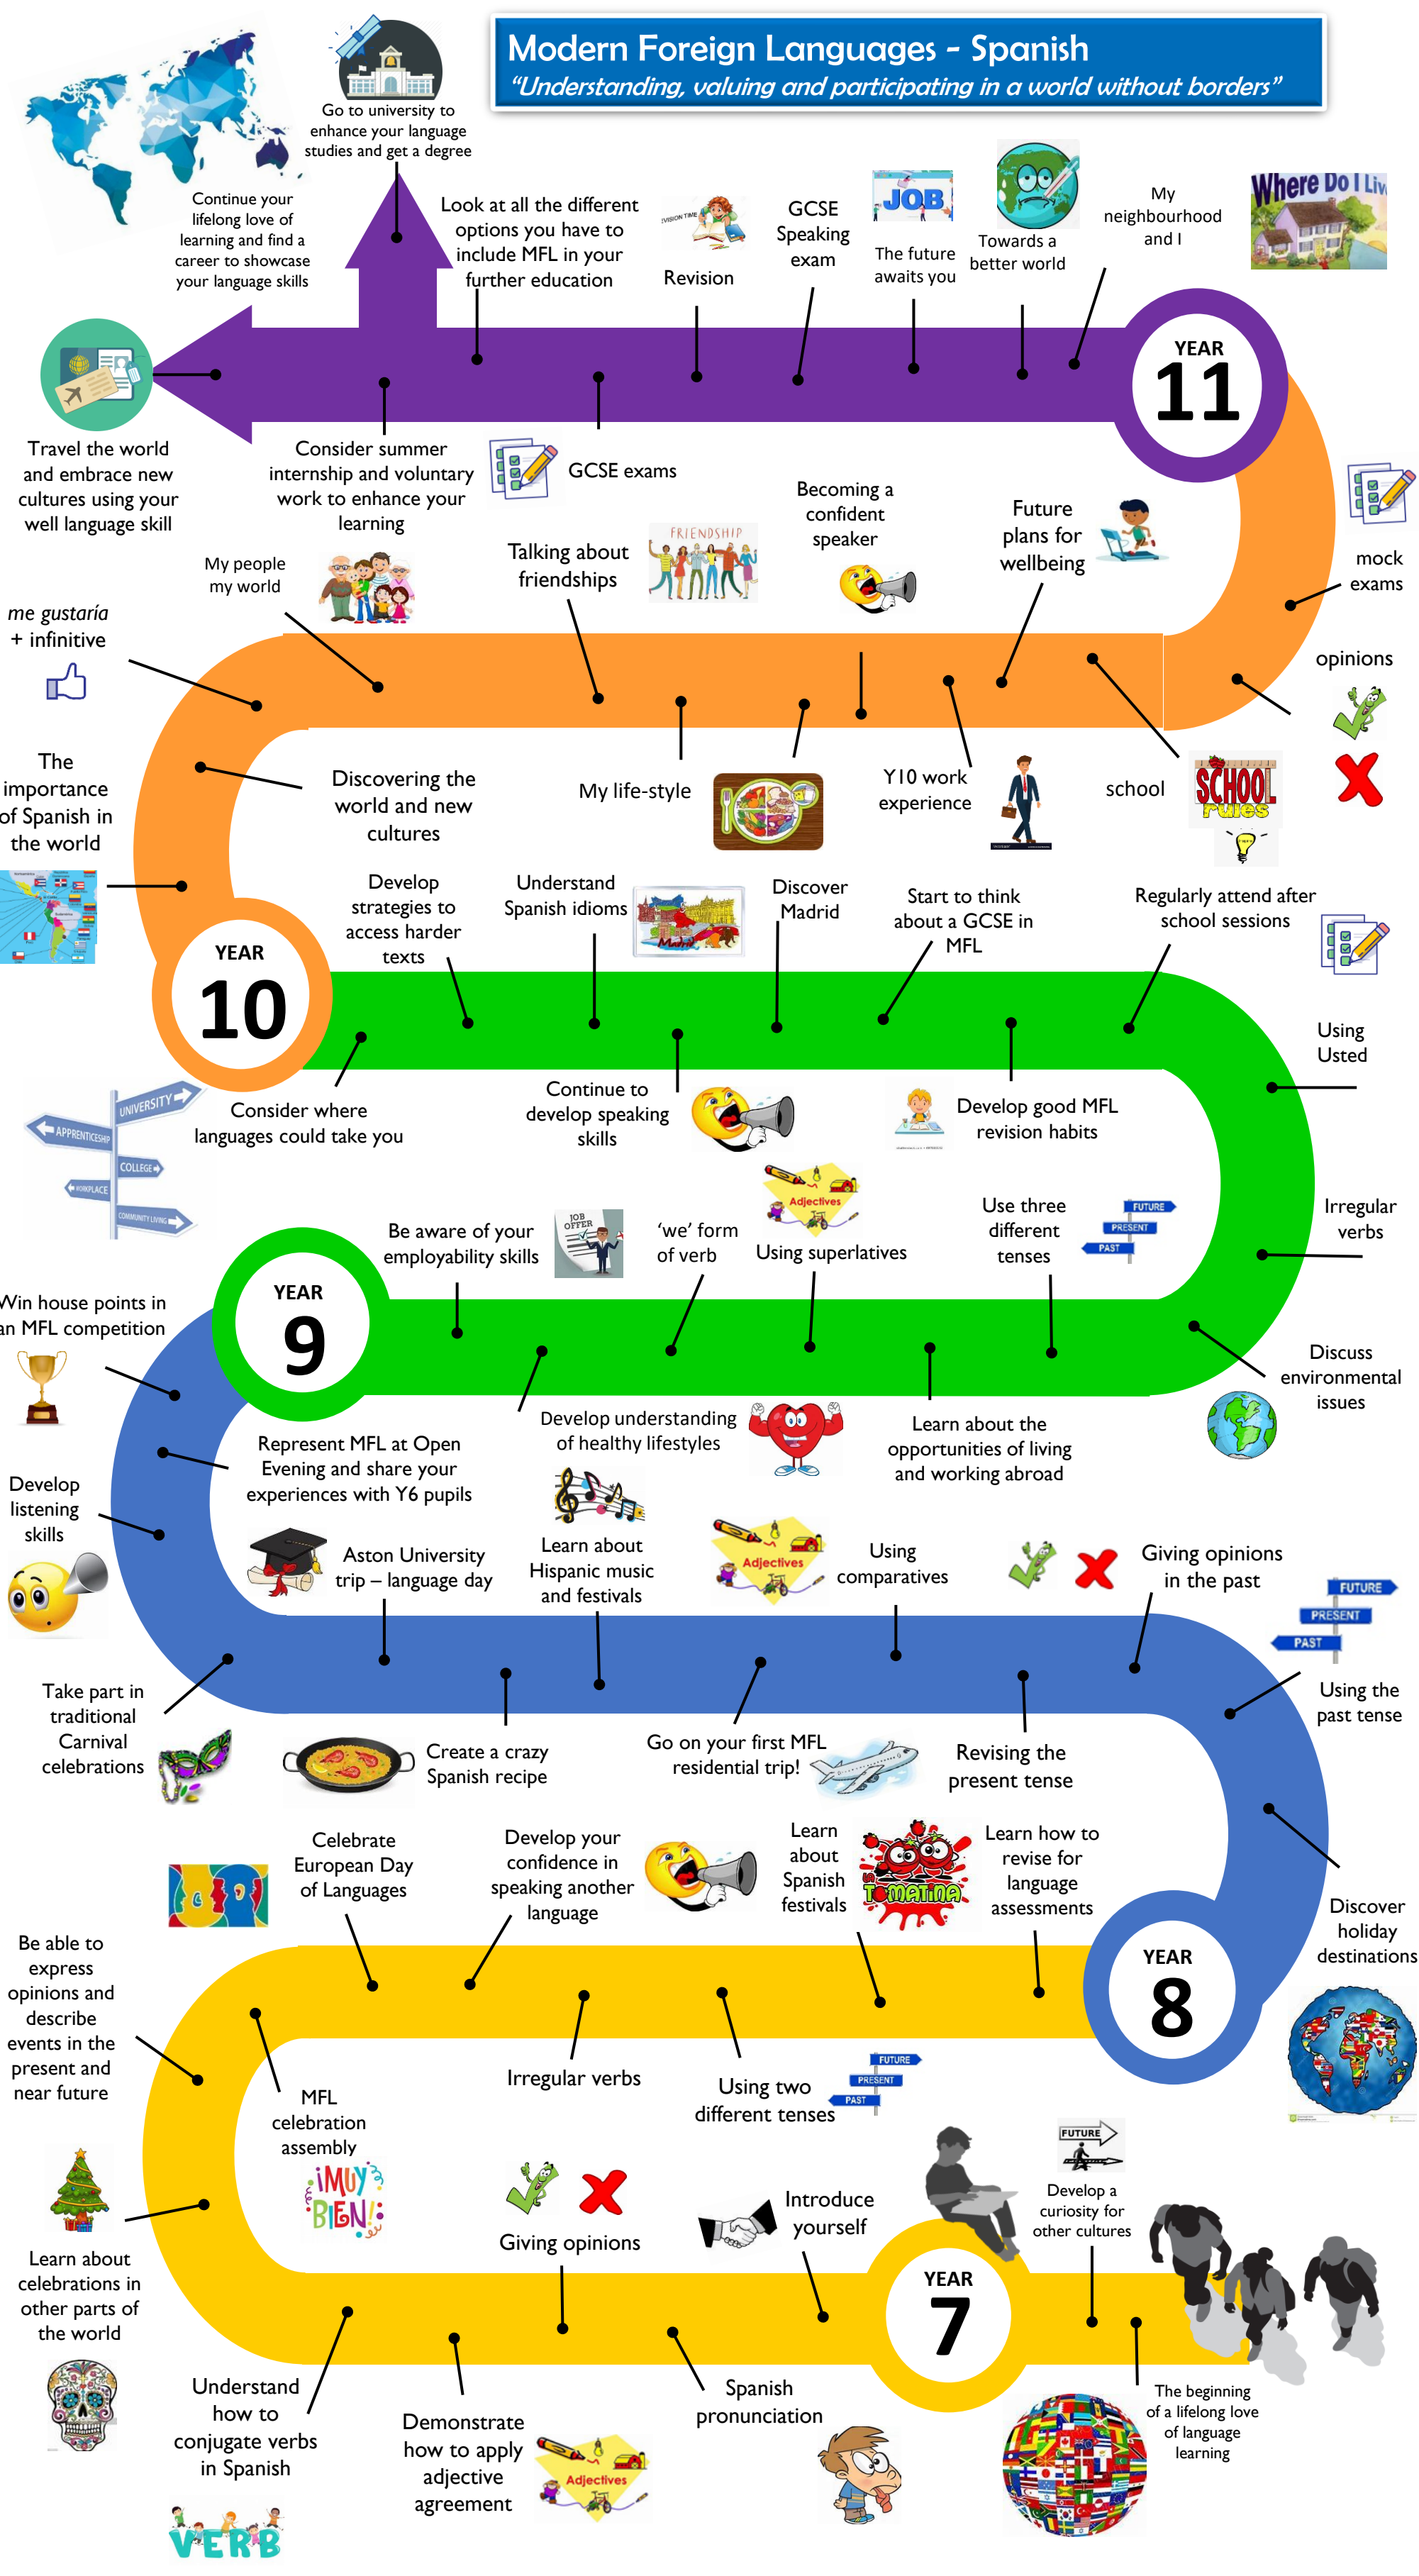 Modern Foreign Languages - Spanish
“Understanding, valuing and participating in a world without borders”
Go to university to
enhance your language
studies and get a degree
Continue your
lifelong love of
learning and find a
career to showcase
your language skills
Look at all the different
options you have to
include MFL in your
further education
Revision
GCSE
Speaking
exam
JOB
The future
awaits you
Towards a
better world
My
neighbourhood
and I
Where Do I Liv
YEAR
11
Travel the world
and embrace new
cultures using your
well language skill
Consider summer
internship and voluntary
work to enhance your
learning
GCSE exams
mock
exams
opinions
Becoming a
confident
speaker
Future
plans for
wellbeing
Talking about
friendships
FRIENDSHIP
My people
my world
me gustaría
+ infinitive
The
importance
of Spanish in
the world
Discovering the
world and new
cultures
My life-style
Y10 work
experience
school
SCHOOL
rules
YEAR
10
Develop
strategies to
access harder
texts
Understand
Spanish idioms
Madrid
Discover
Madrid
Start to think
about a GCSE in
MFL
Regularly attend after
school sessions
Using
Usted
UNIVERSITY
APPRENTICESHIP
COLLEGE
WORKPLACE
COMMUNITY LIVING
Consider where
languages could take you
Continue to
develop speaking
skills
Develop good MFL
revision habits
Irregular
verbs
Be aware of your
employability skills
JOB
OFFER
‘we’ form
of verb
Adjectives
Using superlatives
Use three
different
tenses
FUTURE
PRESENT
PAST
YEAR
9
Discuss
environmental
issues
Win house points in
an MFL competition
Develop understanding
of healthy lifestyles
Learn about the
opportunities of living
and working abroad
Represent MFL at Open
Evening and share your
experiences with Y6 pupils
Develop
listening
skills
Aston University
trip – language day
Learn about
Hispanic music
and festivals
Adjectives
Using
comparatives
Giving opinions
in the past
FUTURE
PRESENT
PAST
Using the
past tense
Take part in
traditional
Carnival
celebrations
Create a crazy
Spanish recipe
Go on your first MFL
residential trip!
Revising the
present tense
Discover
holiday
destinations
Celebrate
European Day
of Languages
Develop your
confidence in
speaking another
language
Learn
about
Spanish
festivals
LA
TOMATINA
Learn how to
revise for
language
assessments
YEAR
8
Be able to
express
opinions and
describe
events in the
present and
near future
MFL
celebration
assembly
¡MUY
BIEN!
Irregular verbs
Using two
different tenses
FUTURE
PRESENT
PAST
Learn about
celebrations in
other parts of
the world
Giving opinions
Introduce
yourself
FUTURE
Develop a
curiosity for
other cultures
YEAR
7
Understand
how to
conjugate verbs
in Spanish
VERB
Demonstrate
how to apply
adjective
agreement
Adjectives
Spanish
pronunciation
The beginning
of a lifelong love
of language
learning